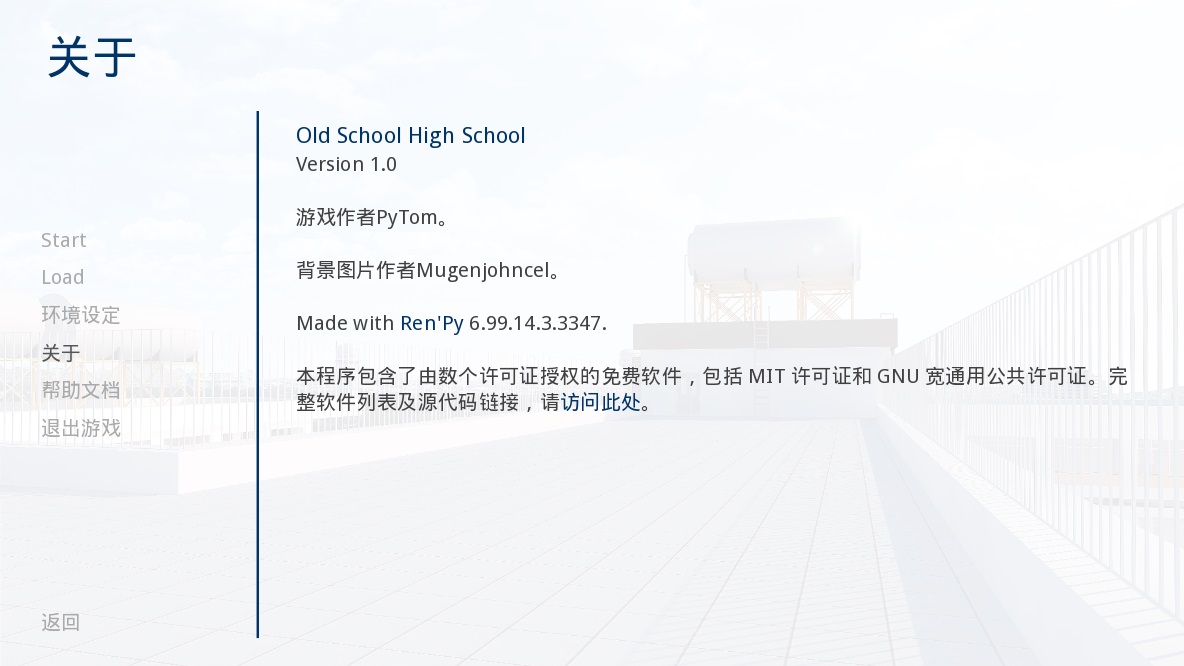 关于
Start
Load
环境设定
关于
帮助文档
退出游戏
返回
Old School High School
Version 1.0
游戏作者PyTom。
背景图片作者Mugenjohncel。
Made with Ren'Py 6.99.14.3.3347.
本程序包含了由数个许可证授权的免费软件，包括 MIT 许可证和 GNU 宽通用公共许可证。完
整软件列表及源代码链接，请访问此处。